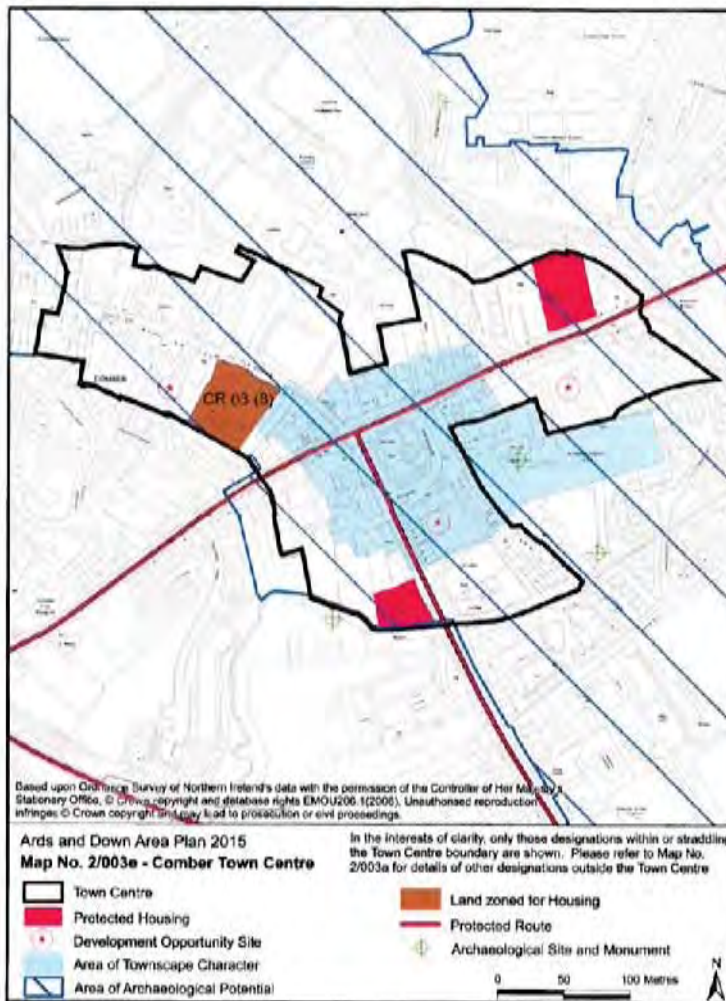 COMBER
CR 03 (8)
Based upon Ordnance Survey of Northern Ireland's data with the permission of the Controller of Her Majesty's
Stationery Office, © Crown copyright and database rights EMOU206.1(2006). Unauthorised reproduction
infringes © Crown copyright and may lead to prosecution or civil proceedings.
Ards and Down Area Plan 2015
Map No. 2/003e - Comber Town Centre
In the interests of clarity, only those designations within or straddling
the Town Centre boundary are shown. Please refer to Map No.
2/003a for details of other designations outside the Town Centre
Town Centre
Protected Housing
Development Opportunity Site
Area of Townscape Character
Area of Archaeological Potential
Land zoned for Housing
Protected Route
Archaeological Site and Monument
0 50 100 Metres
N